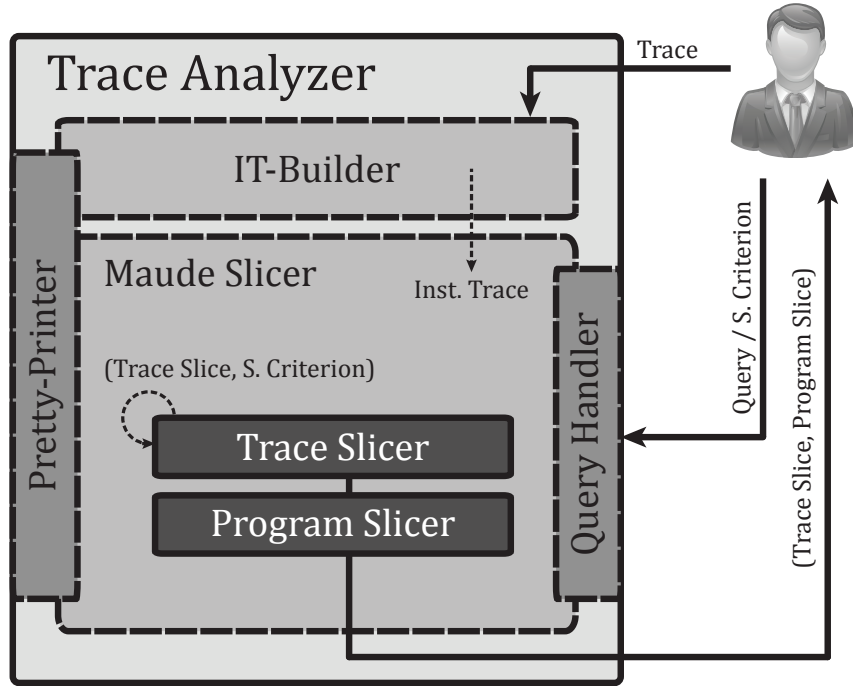 Trace Analyzer
Trace
IT-Builder
Maude Slicer
Inst. Trace
Pretty-Printer
(Trace Slice, S. Criterion)
Trace Slicer
Program Slicer
Query Handler
Query / S. Criterion
(Trace Slice, Program Slice)